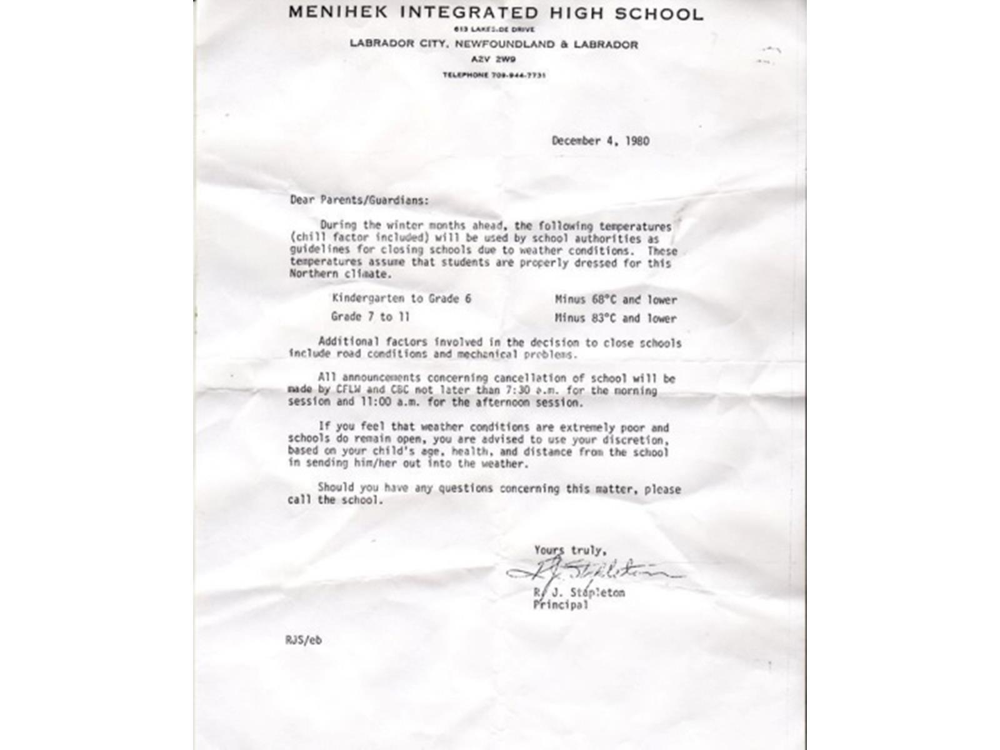 MENIHEK INTEGRATED HIGH SCHOOL
613 LAKESIDE DRIVE
LABRADOR CITY, NEWFOUNDLAND & LABRADOR
A2V 2W9
TELEPHONE 709-944-7731
December 4, 1980
Dear Parents/Guardians:
During the winter months ahead, the following temperatures
(chill factor included) will be used by school authorities as
guidelines for closing schools due to weather conditions. These
temperatures assume that students are properly dressed for this
Northern climate.
Kindergarten to Grade 6 Minus 68°C and lower
Grade 7 to 11 Minus 83°C and lower
Additional factors involved in the decision to close schools
include road conditions and mechanical problems.
All announcements concerning cancellation of school will be
made by CFLW and CBC not later than 7:30 a.m. for the morning
session and 11:00 a.m. for the afternoon session.
If you feel that weather conditions are extremely poor and
schools do remain open, you are advised to use your discretion,
based on your child's age, health, and distance from the school
in sending him/her out into the weather.
Should you have any questions concerning this matter, please
call the school.
Yours truly,
R.J. Stapleton
R. J. Stapleton
Principal
RJS/eb